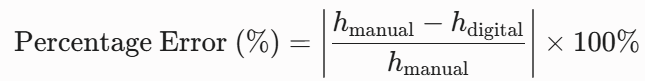 Percentage Error (%) = | (h_manual − h_digital) / h_manual | × 100%